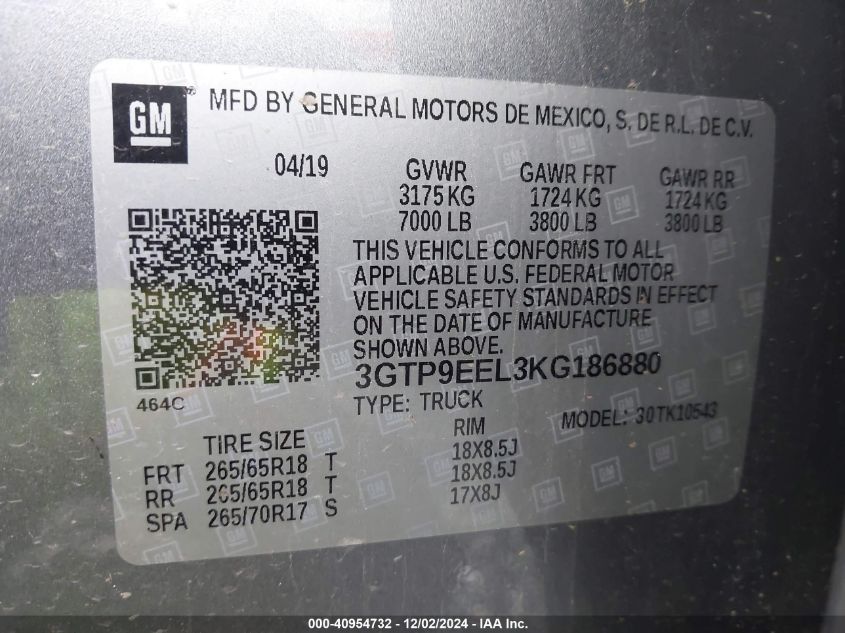 GM ® MFD BY GENERAL MOTORS DE MEXICO, S. DE R.L. DE C.V.
04/19 GVWR GAWR FRT GAWR RR
3175 KG 1724 KG 1724 KG
7000 LB 3800 LB 3800 LB
THIS VEHICLE CONFORMS TO ALL
APPLICABLE U.S. FEDERAL MOTOR
VEHICLE SAFETY STANDARDS IN EFFECT
ON THE DATE OF MANUFACTURE
SHOWN ABOVE.
3GTP9EEL3KG186880
464C
TYPE: TRUCK MODEL: 30TK10543
TIRE SIZE RIM
FRT 265/65R18 T 18X8.5J
RR 265/65R18 T 18X8.5J
SPA 265/70R17 S 17X8J
000-40954732 - 12/02/2024 - IAA Inc.